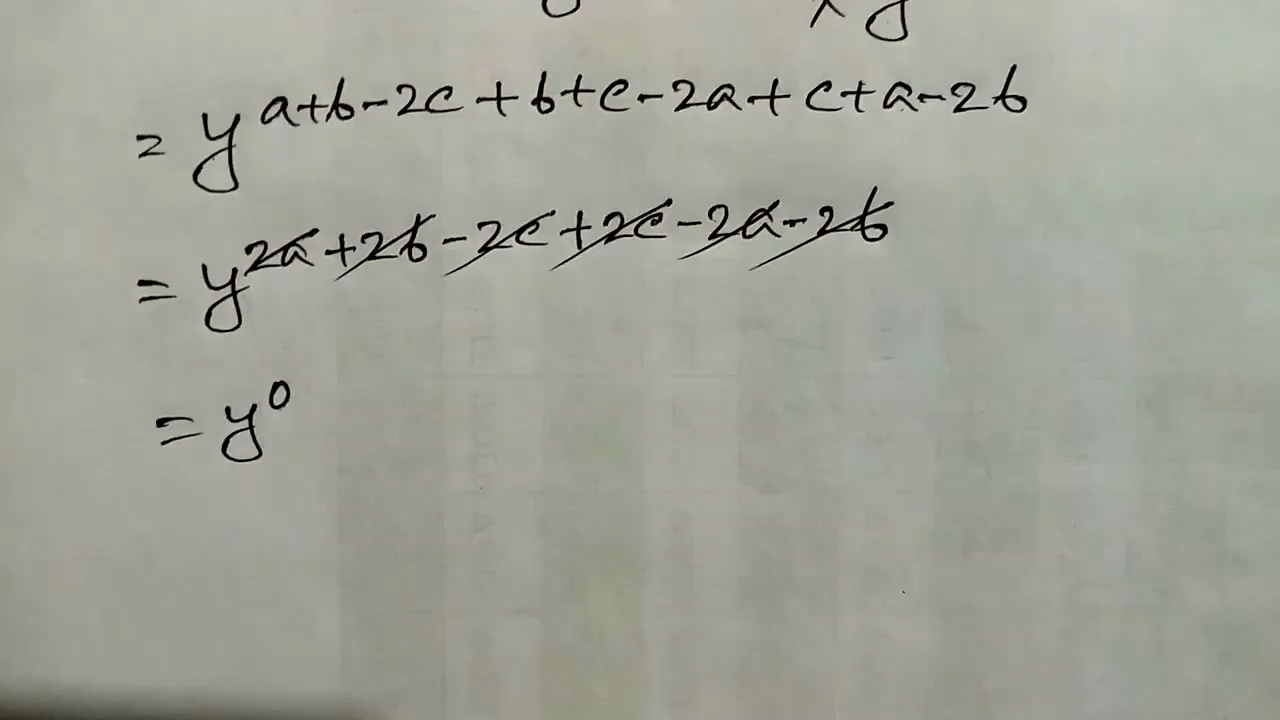 = y^{a+b-2c+b+c-2a+c+a-2b}
= y^{2a+2b-2c+2c-2a-2b}
= y^0